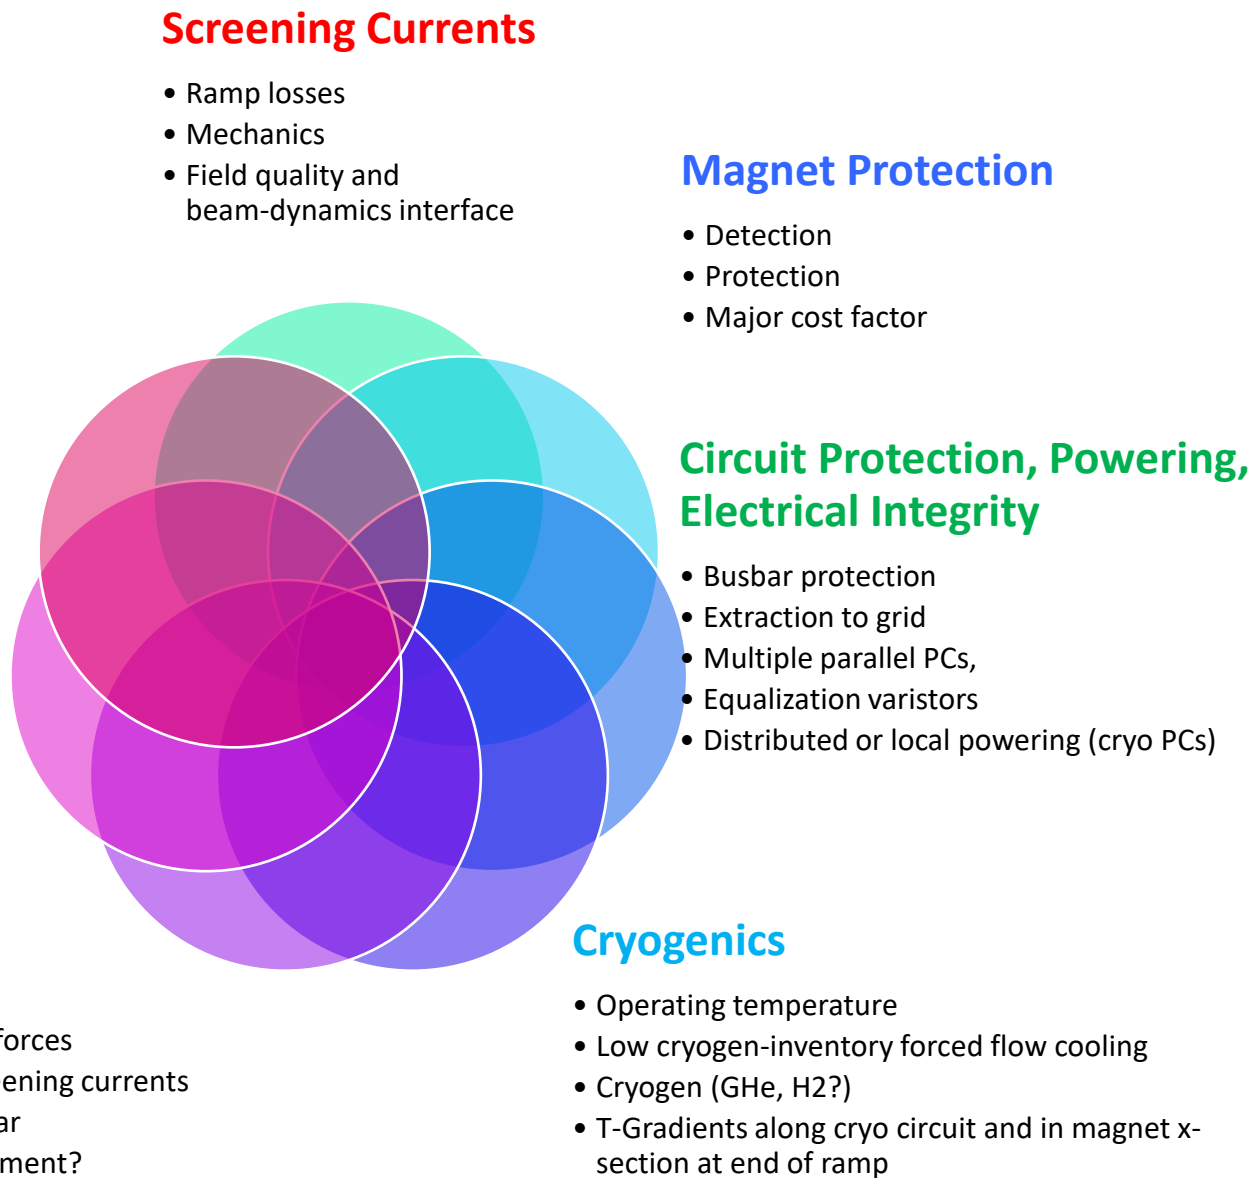 Screening Currents
• Ramp losses
• Mechanics
• Field quality and
beam-dynamics interface
Magnet Protection
• Detection
• Protection
• Major cost factor
Circuit Protection, Powering,
Electrical Integrity
• Busbar protection
• Extraction to grid
• Multiple parallel PCs,
• Equalization varistors
• Distributed or local powering (cryo PCs)
Cryogenics
• Operating temperature
• Low cryogen-inventory forced flow cooling
• Cryogen (GHe, H2?)
• T-Gradients along cryo circuit and in magnet x-
section at end of ramp
forces
currents